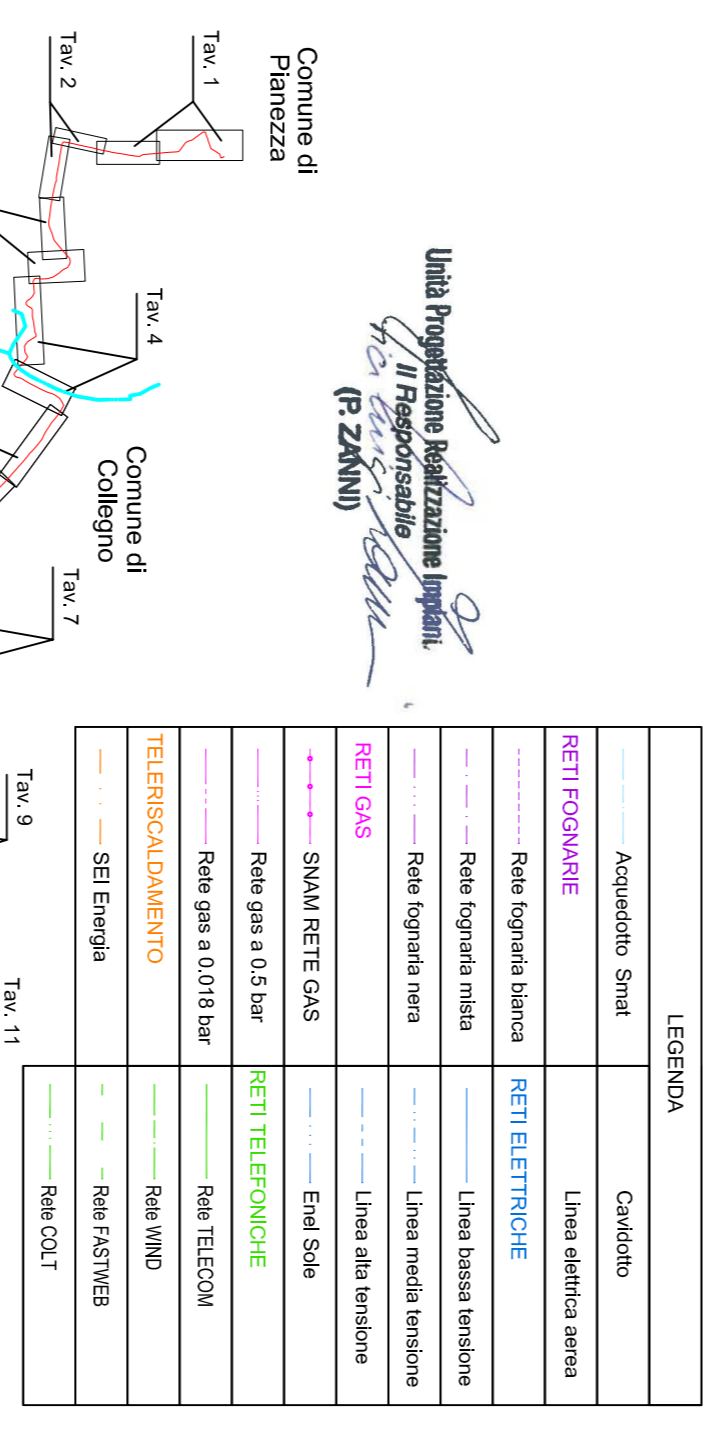 Comune di
Pianezza
Tav. 1
Tav. 2
Tav. 4
Comune di
Collegno
Tav. 7
Tav. 9
Tav. 11
Unità Progettazione Realizzazione Impianti
Il Responsabile
(P. ZANNI)
LEGENDA
Acquedotto Smat
RETI FOGNARIE
Rete fognaria bianca
Rete fognaria mista
Rete fognaria nera
RETI GAS
SNAM RETE GAS
Rete gas a 0.5 bar
Rete gas a 0.018 bar
TELERISCALDAMENTO
SEI Energia
Cavidotto
Linea elettrica aerea
RETI ELETTRICHE
Linea bassa tensione
Linea media tensione
Linea alta tensione
Enel Sole
RETI TELEFONICHE
Rete TELECOM
Rete WIND
Rete FASTWEB
Rete COLT